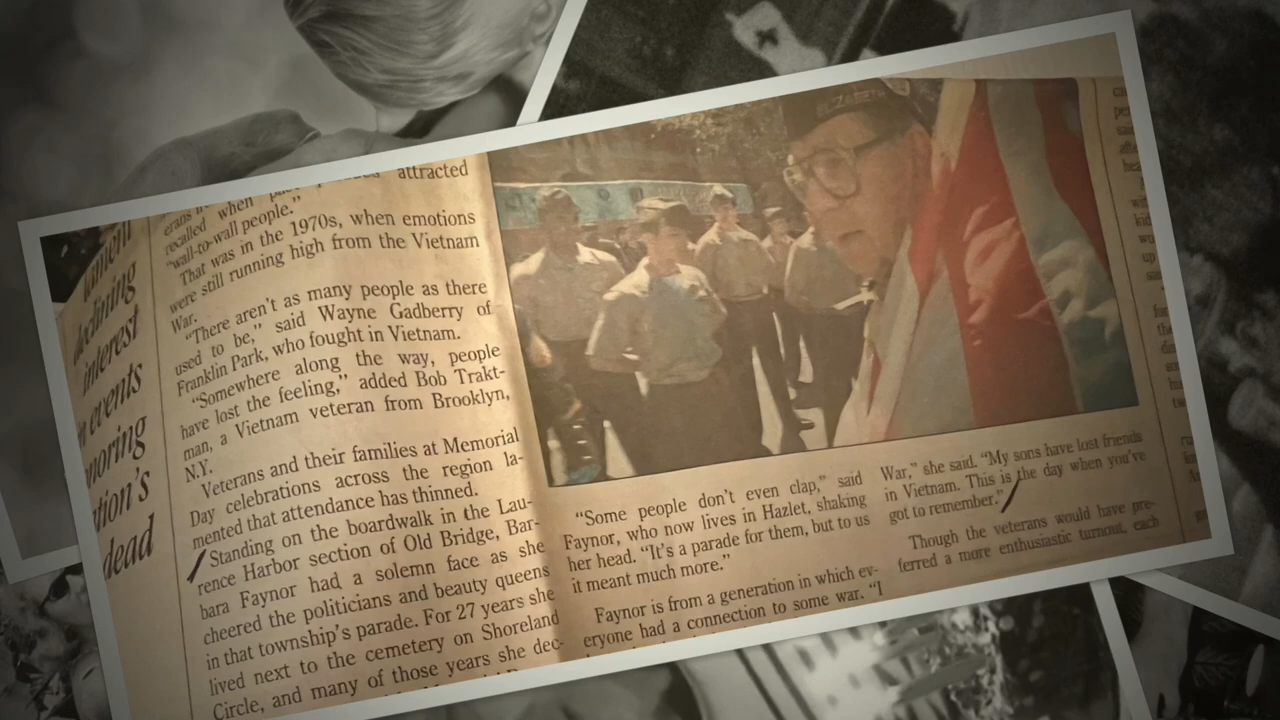 declining
interest
events
nation's
dead
attracted
recalled when
"wall-to-wall people."
That was in the 1970s, when emotions
were still running high from the Vietnam
War.
"There aren't as many people as there
used to be," said Wayne Gadberry of
Franklin Park, who fought in Vietnam.
"Somewhere along the way, people
have lost the feeling," added Bob Trakt-
man, a Vietnam veteran from Brooklyn,
N.Y.
Veterans and their families at Memorial
Day celebrations across the region la-
mented that attendance has thinned.
Standing on the boardwalk in the Lau-
rence Harbor section of Old Bridge, Bar-
bara Faynor had a solemn face as she
cheered the politicians and beauty queens
in that township's parade. For 27 years she
lived next to the cemetery on Shoreland
Circle, and many of those years she dec-
"Some people don't even clap," said
Faynor, who now lives in Hazlet, shaking
her head. "It's a parade for them, but to us
it meant much more."
Faynor is from a generation in which ev-
eryone had a connection to some war. "I
War," she said. "My sons have lost friends
in Vietnam. This is the day when you've
got to remember."
Though the veterans would have pre-
ferred a more enthusiastic turnout, each